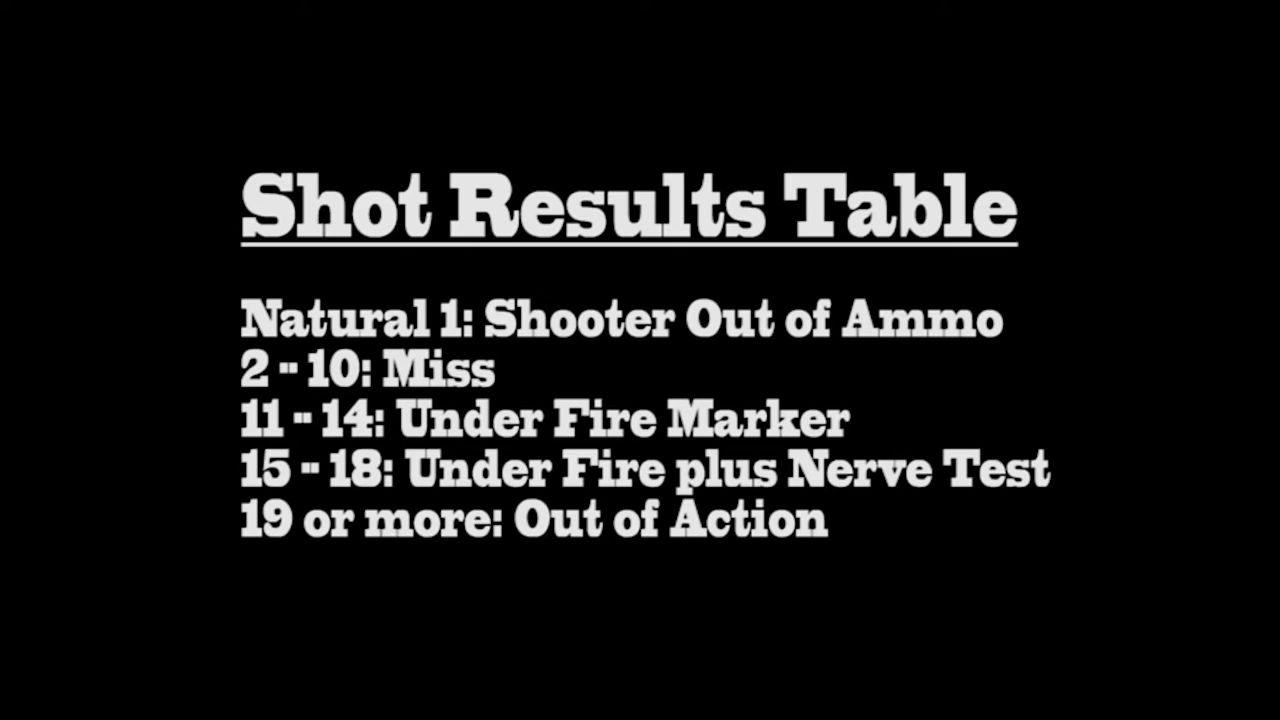 Shot Results Table
Natural 1: Shooter Out of Ammo
2 -- 10: Miss
11 -- 14: Under Fire Marker
15 -- 18: Under Fire plus Nerve Test
19 or more: Out of Action